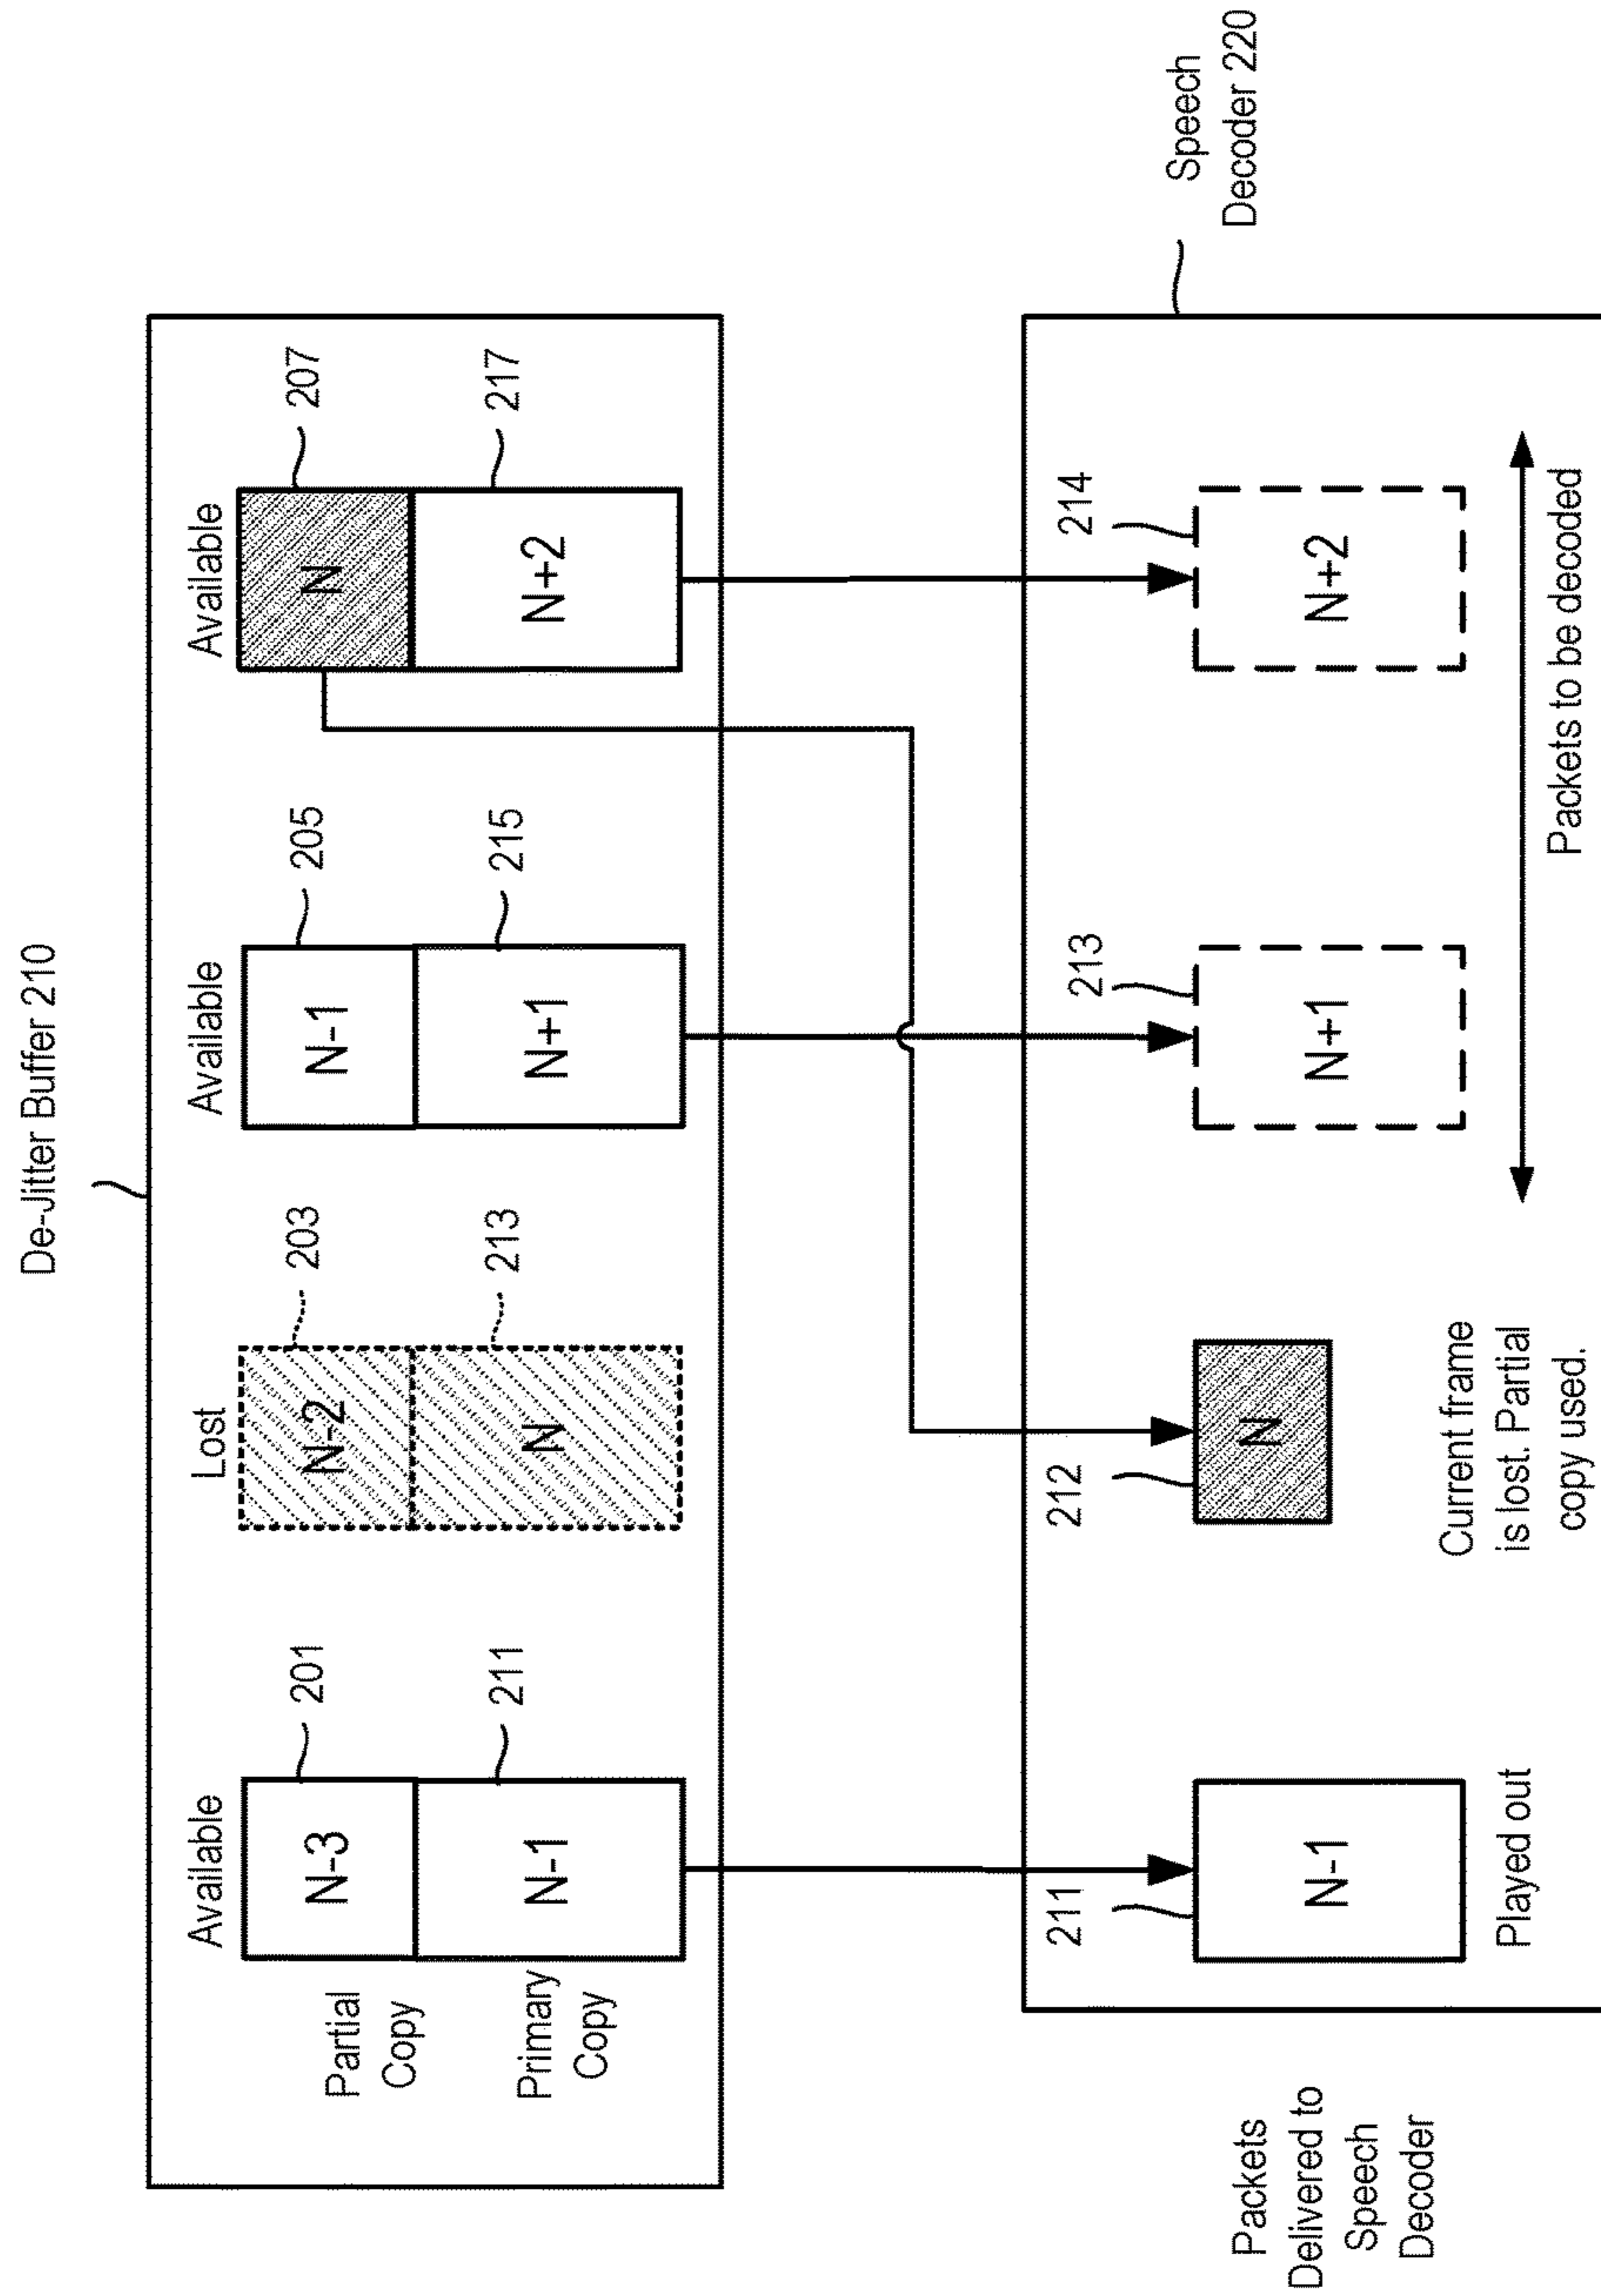 De-Jitter Buffer 210
Available
Lost
Available
Available
Partial
Copy
N-3
201
N-2
203
N-1
205
N
207
Primary
Copy
N-1
211
N
213
N+1
215
N+2
217
Speech
Decoder 220
Packets
Delivered to
Speech
Decoder
211
N-1
212
N
213
N+1
214
N+2
Played out
Current frame
is lost. Partial
copy used.
Packets to be decoded